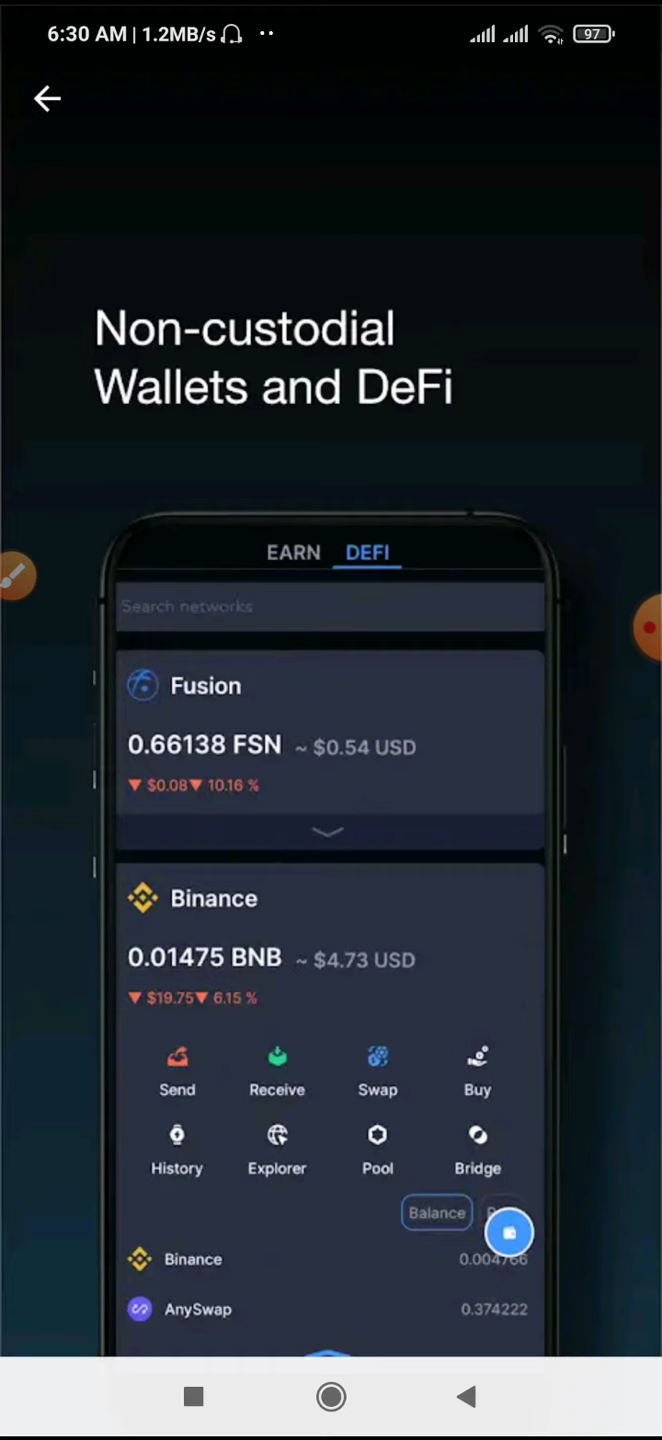 6:30 AM | 1.2MB/s
97
Non-custodial
Wallets and DeFi
EARN DEFI
Search networks
Fusion
0.66138 FSN ~ $0.54 USD
▼ $0.08▼ 10.16 %
Binance
0.01475 BNB ~ $4.73 USD
▼ $19.75▼ 6.15 %
Send Receive Swap Buy
History Explorer Pool Bridge
Balance
Binance 0.004766
AnySwap 0.374222